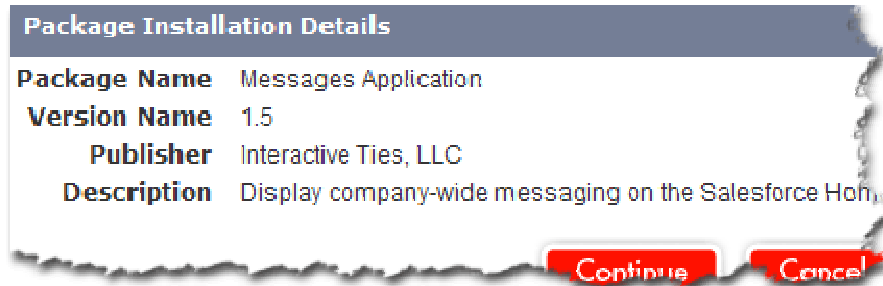 Package Installation Details
Package Name Messages Application
Version Name 1.5
Publisher Interactive Ties, LLC
Description Display company-wide messaging on the Salesforce
Continue Cancel